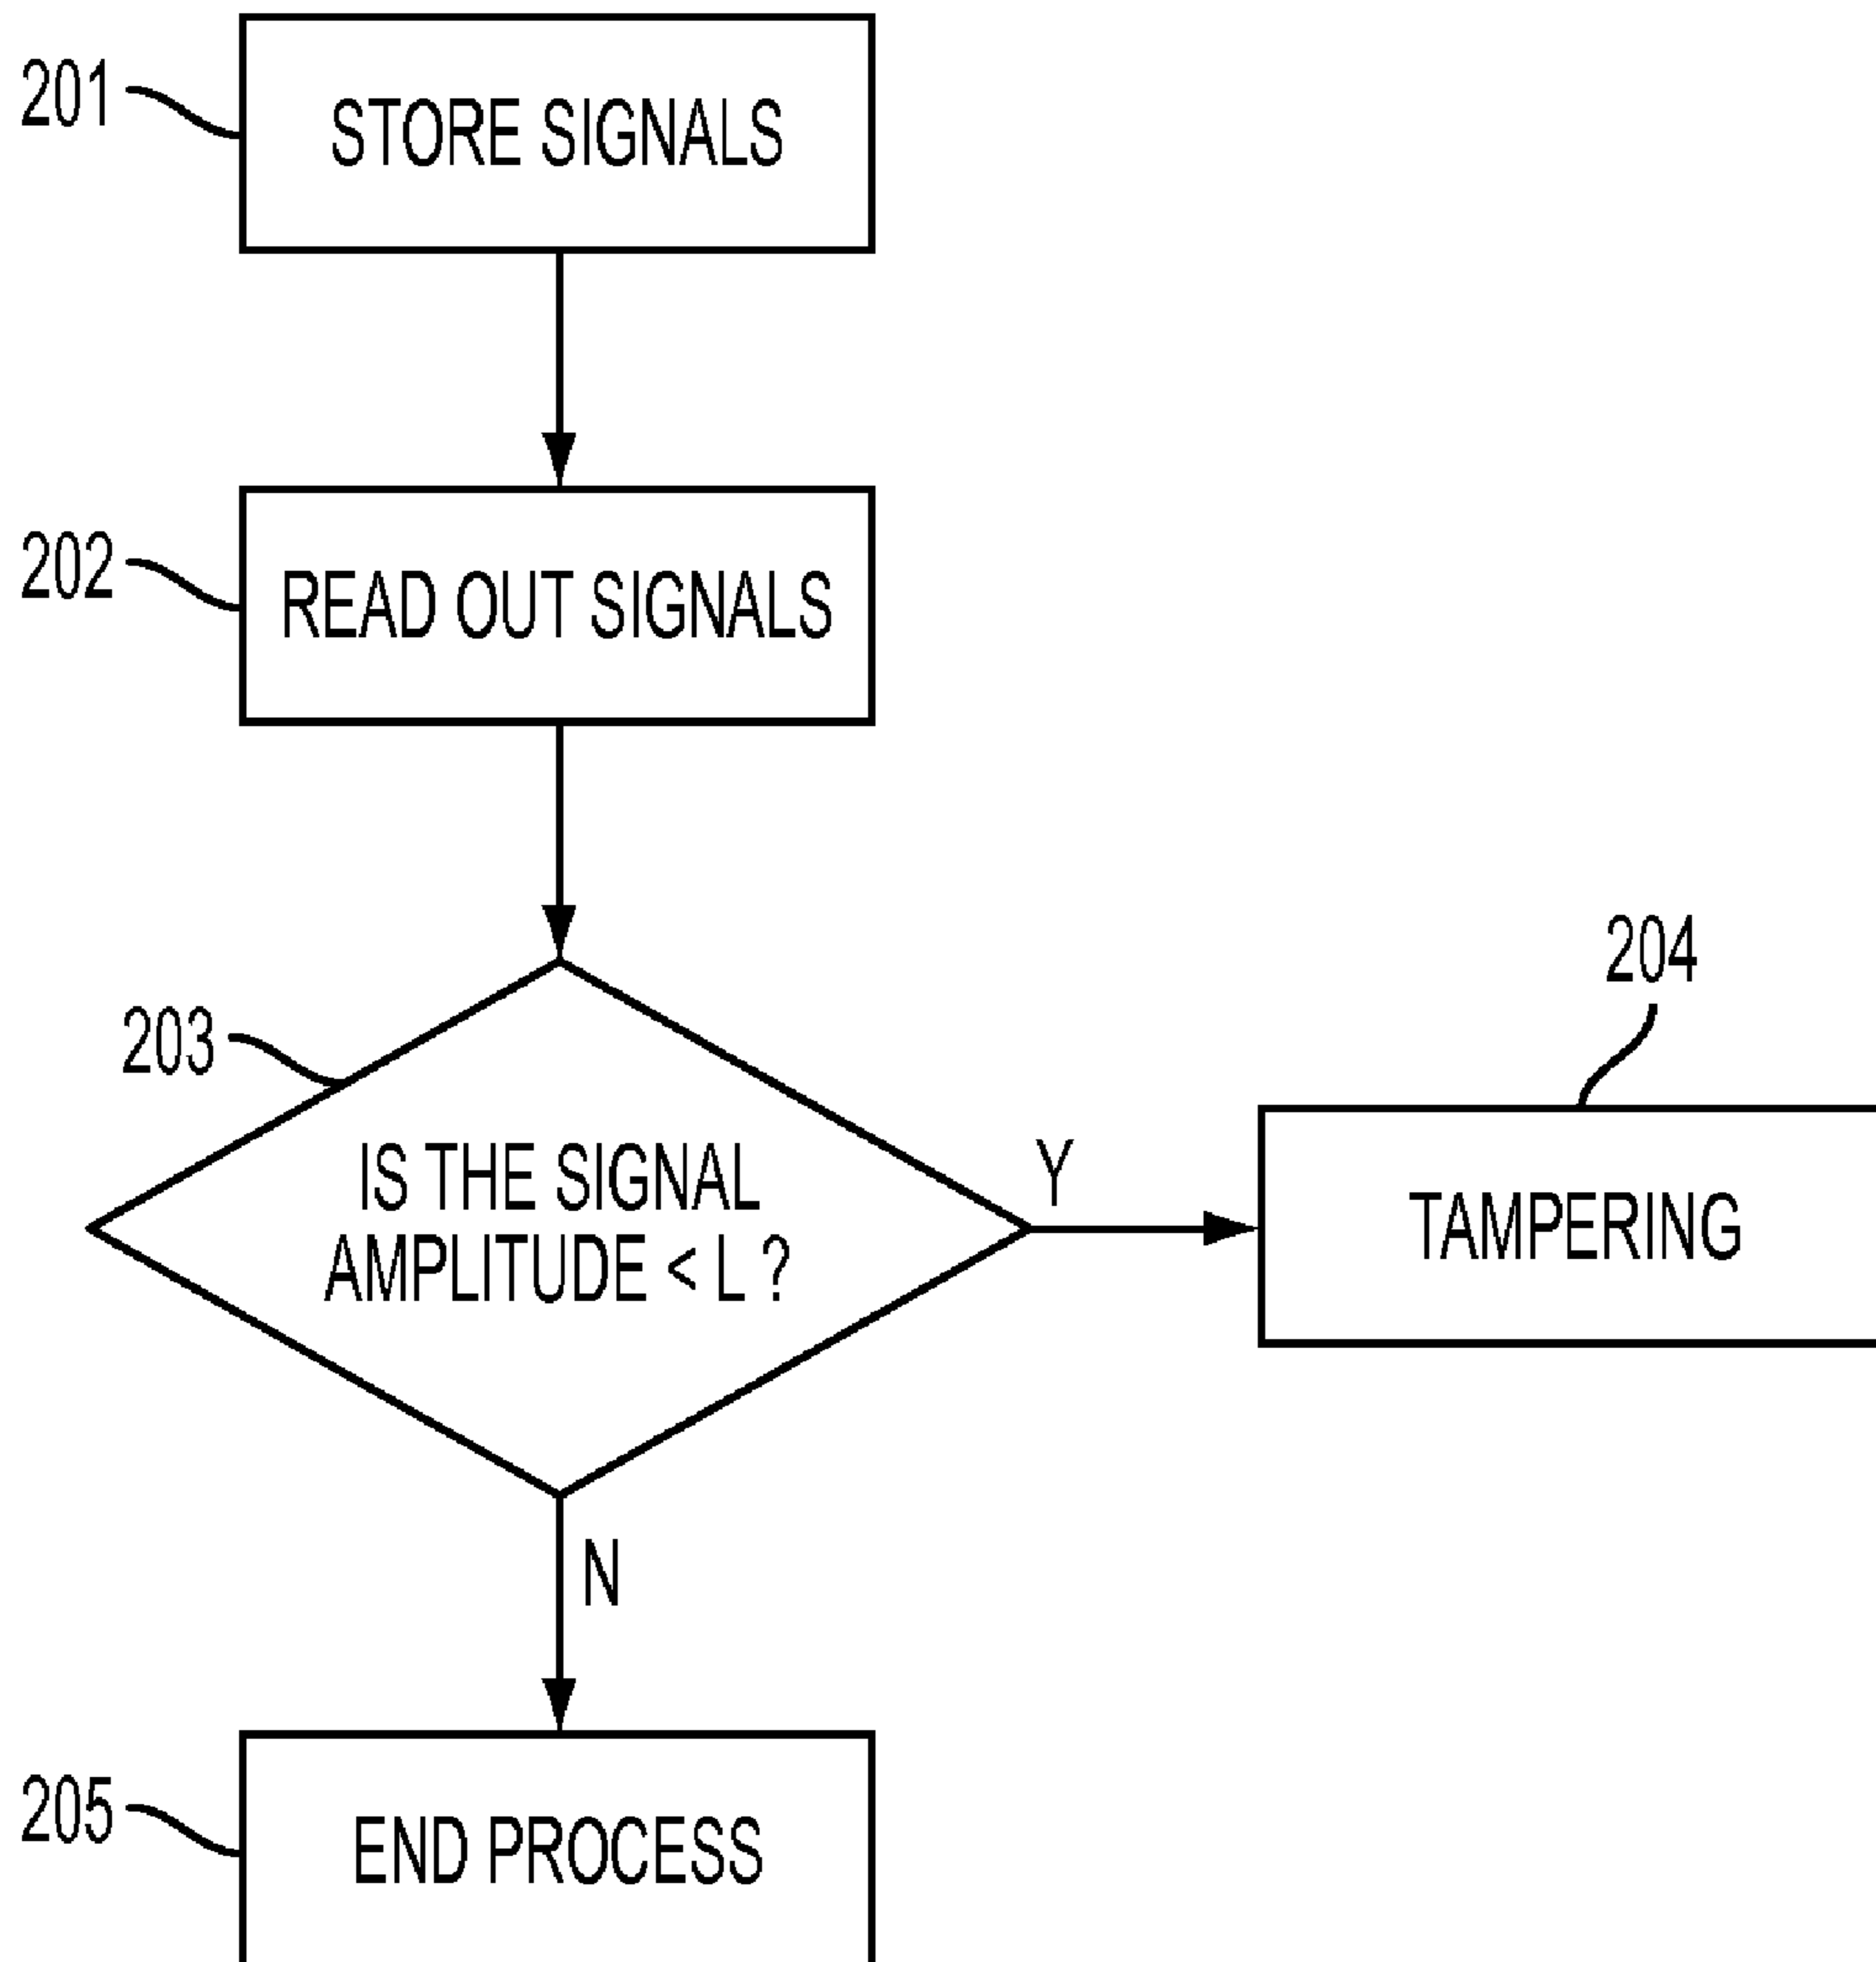 201
STORE SIGNALS
202
READ OUT SIGNALS
203
IS THE SIGNAL
AMPLITUDE < L ?
Y
204
TAMPERING
N
205
END PROCESS